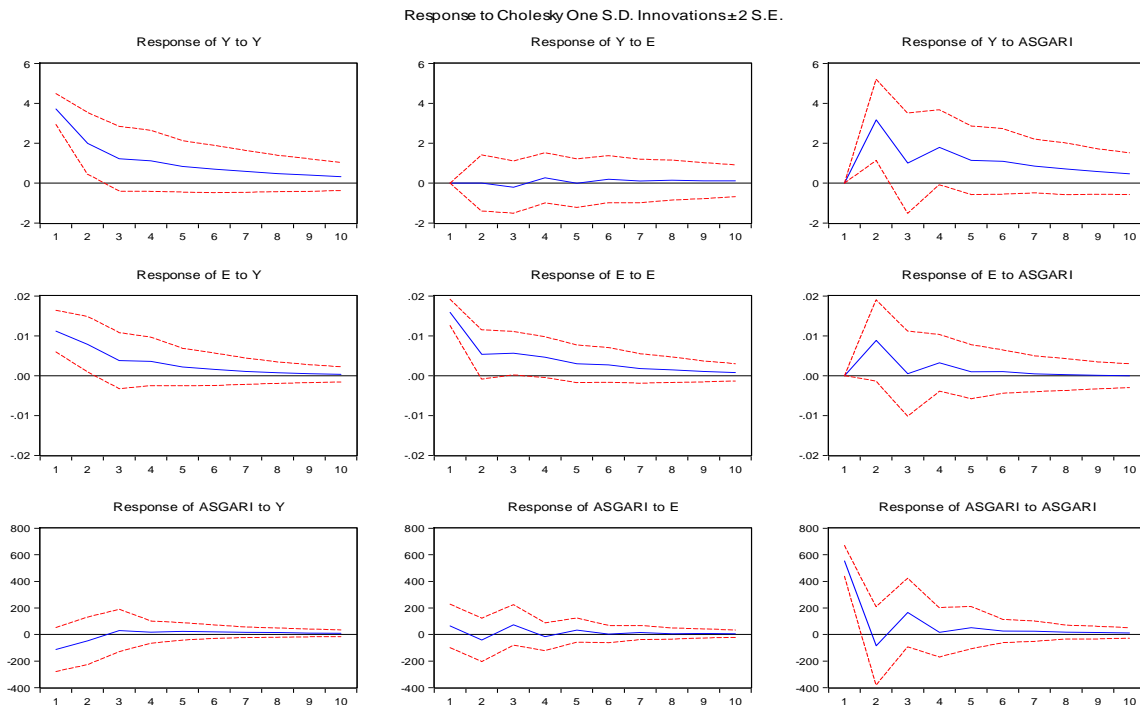 Response to Cholesky One S.D. Innovations ±2 S.E.
Response of Y to Y
Response of Y to E
Response of Y to ASGARI
6
4
2
0
-2
1 2 3 4 5 6 7 8 9 10
6
4
2
0
-2
1 2 3 4 5 6 7 8 9 10
6
4
2
0
-2
1 2 3 4 5 6 7 8 9 10
Response of E to Y
Response of E to E
Response of E to ASGARI
.02
.01
.00
-.01
-.02
1 2 3 4 5 6 7 8 9 10
.02
.01
.00
-.01
-.02
1 2 3 4 5 6 7 8 9 10
.02
.01
.00
-.01
-.02
1 2 3 4 5 6 7 8 9 10
Response of ASGARI to Y
Response of ASGARI to E
Response of ASGARI to ASGARI
800
600
400
200
0
-200
-400
1 2 3 4 5 6 7 8 9 10
800
600
400
200
0
-200
-400
1 2 3 4 5 6 7 8 9 10
800
600
400
200
0
-200
-400
1 2 3 4 5 6 7 8 9 10